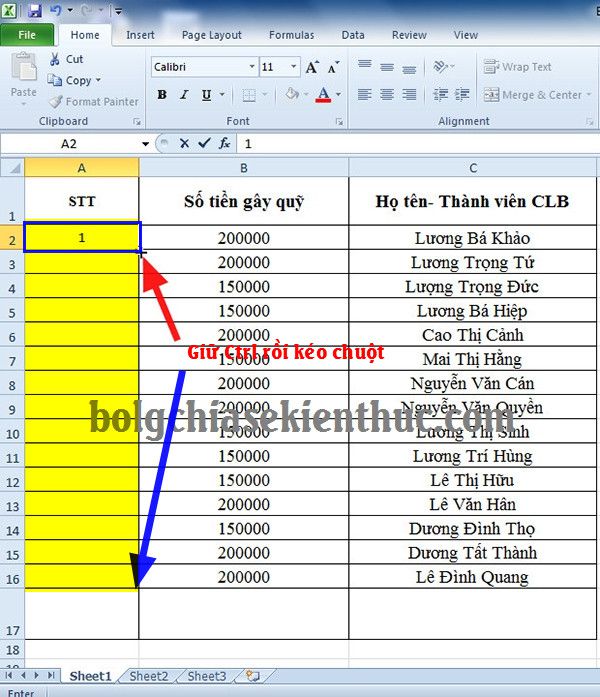 File Home Insert Page Layout Formulas Data Review View
Cut
Copy
Format Painter
Paste
Calibri 11 A A
Wrap Text
B I U A
Merge & Center
Clipboard Font Alignment
A2 fx 1
A B C
1 STT Số tiền gây quỹ Họ tên- Thành viên CLB
2 1 200000 Lương Bá Khảo
3 200000 Lương Trọng Tứ
4 150000 Lượng Trọng Đức
5 150000 Lương Bá Hiệp
6 200000 Cao Thị Cảnh
Giữ Ctrl rồi kéo chuột
7 150000 Mai Thị Hằng
8 200000 Nguyễn Văn Cán
9 200000 Nguyễn Văn Quyền
bolgchiasekienthuc.com
10 150000 Lương Thị Sinh
11 150000 Lương Trí Hùng
12 150000 Lê Thị Hữu
13 200000 Lê Văn Hân
14 150000 Dương Đình Thọ
15 200000 Dương Tất Thành
16 200000 Lê Đình Quang
17
18
Sheet1 Sheet2 Sheet3
Enter